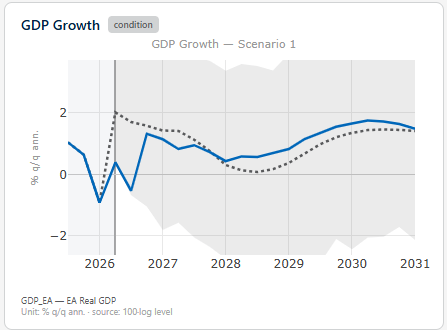 GDP Growth condition
GDP Growth — Scenario 1
% q/q ann.
2
0
−2
2026 2027 2028 2029 2030 2031
GDP_EA — EA Real GDP
Unit: % q/q ann. · source: 100·log level